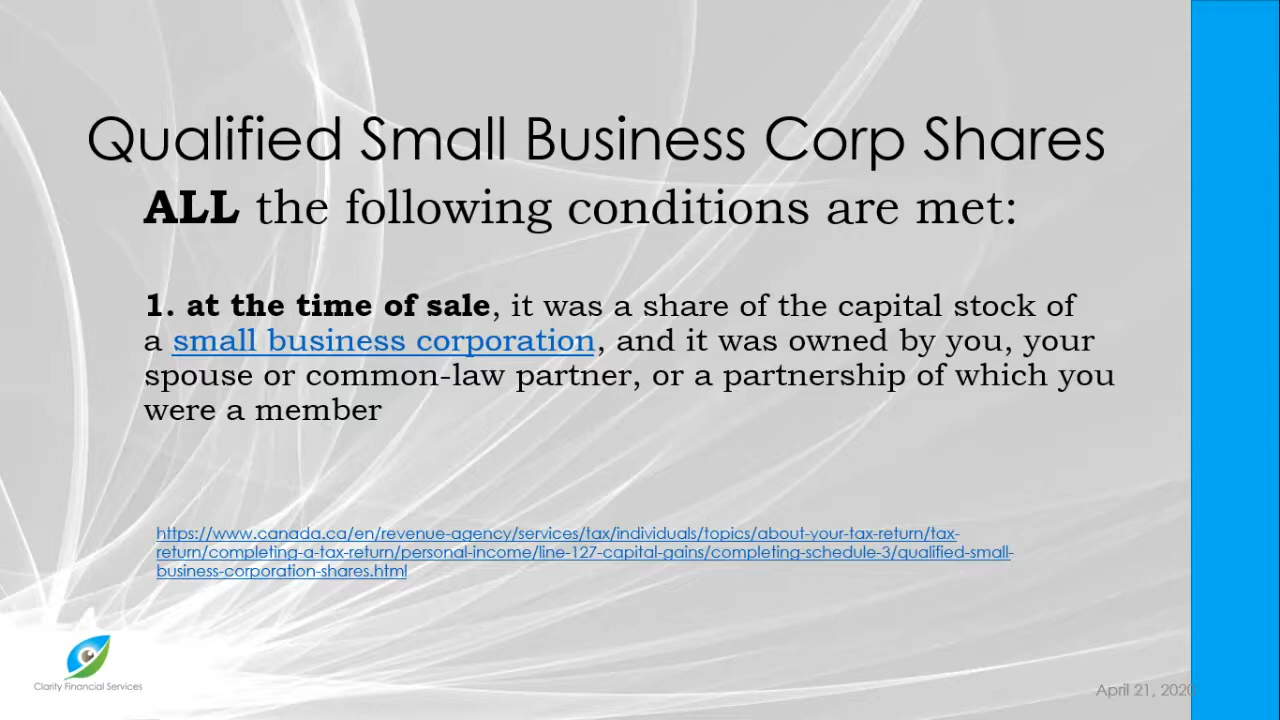 Qualified Small Business Corp Shares
ALL the following conditions are met:
1. at the time of sale, it was a share of the capital stock of
a small business corporation, and it was owned by you, your
spouse or common-law partner, or a partnership of which you
were a member
https://www.canada.ca/en/revenue-agency/services/tax/individuals/topics/about-your-tax-return/tax-
return/completing-a-tax-return/personal-income/line-127-capital-gains/completing-schedule-3/qualified-small-
business-corporation-shares.html
Clarity Financial Services
April 21, 2020